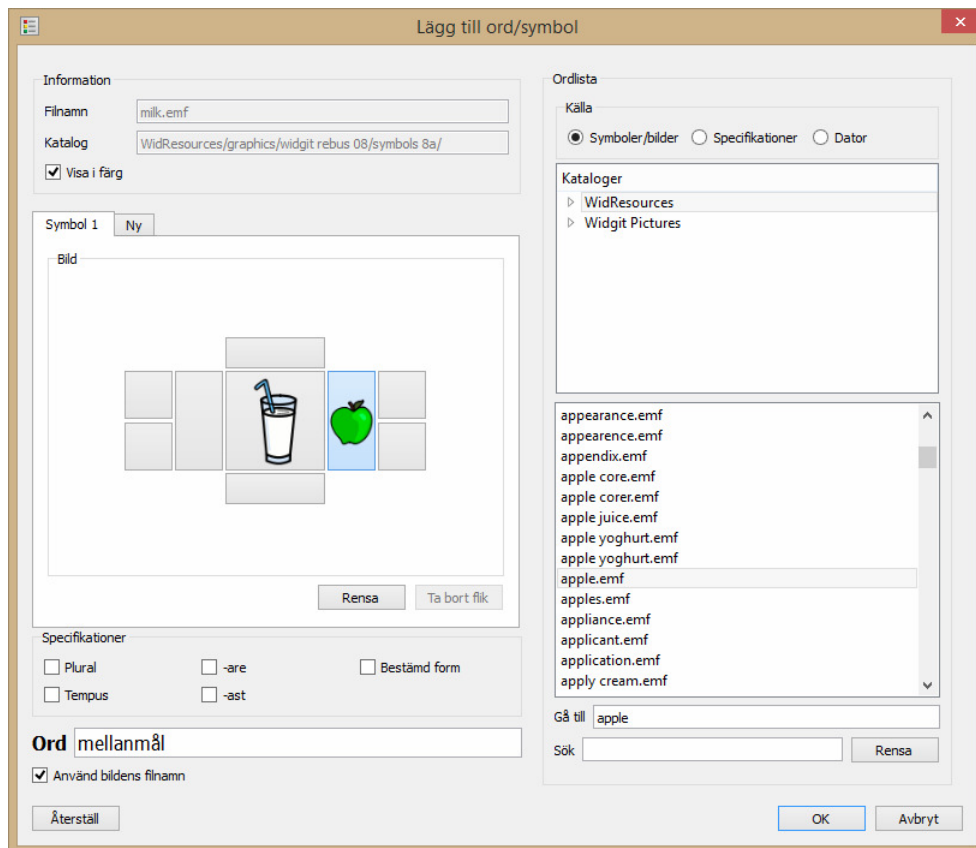 Lägg till ord/symbol
Information
Filnamn
milk.emf
Katalog
WidResources/graphics/widgit rebus 08/symbols 8a/
Visa i färg
Symbol 1
Ny
Bild
Rensa
Ta bort flik
Specifikationer
Plural
-are
Bestämd form
Tempus
-ast
Ord
mellanmål
Använd bildens filnamn
Återställ
Ordlista
Källa
Symboler/bilder
Specifikationer
Dator
Kataloger
WidResources
Widgit Pictures
appearance.emf
appearence.emf
appendix.emf
apple core.emf
apple corer.emf
apple juice.emf
apple yoghurt.emf
apple yoghurt.emf
apple.emf
apples.emf
appliance.emf
applicant.emf
application.emf
apply cream.emf
Gå till
apple
Sök
Rensa
OK
Avbryt